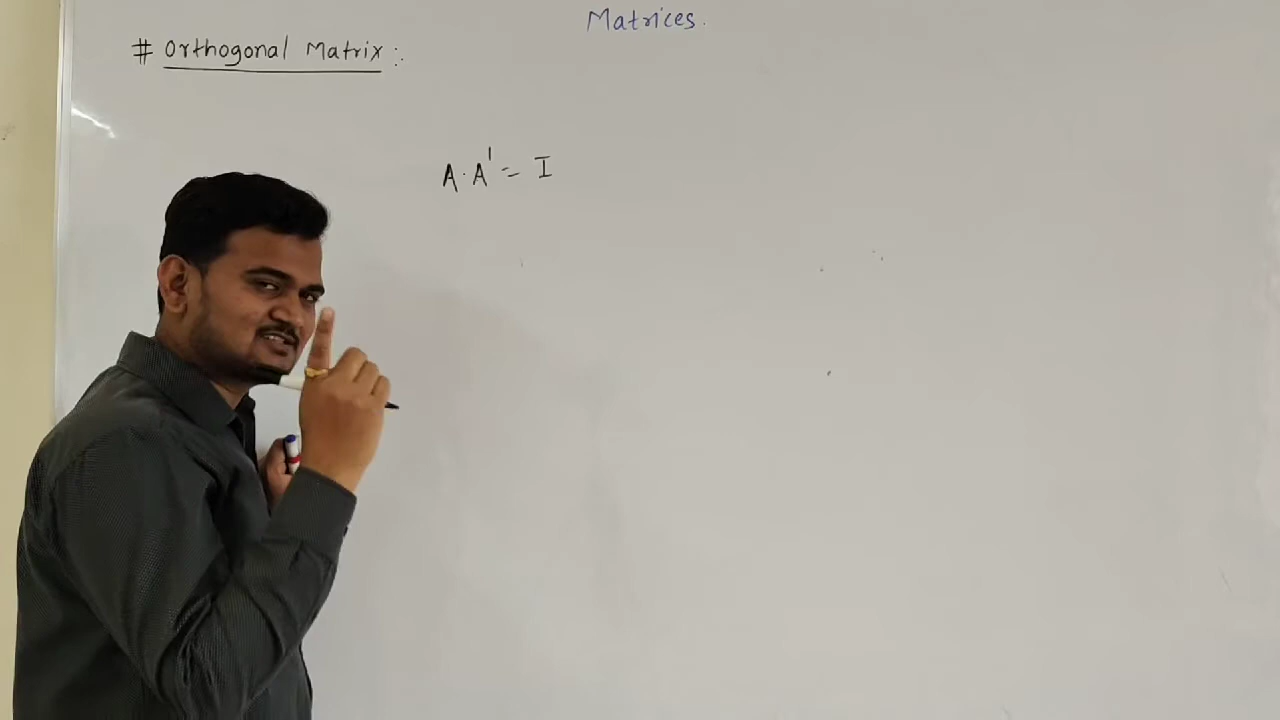 Matrices.
# Orthogonal Matrix :
A · A' = I